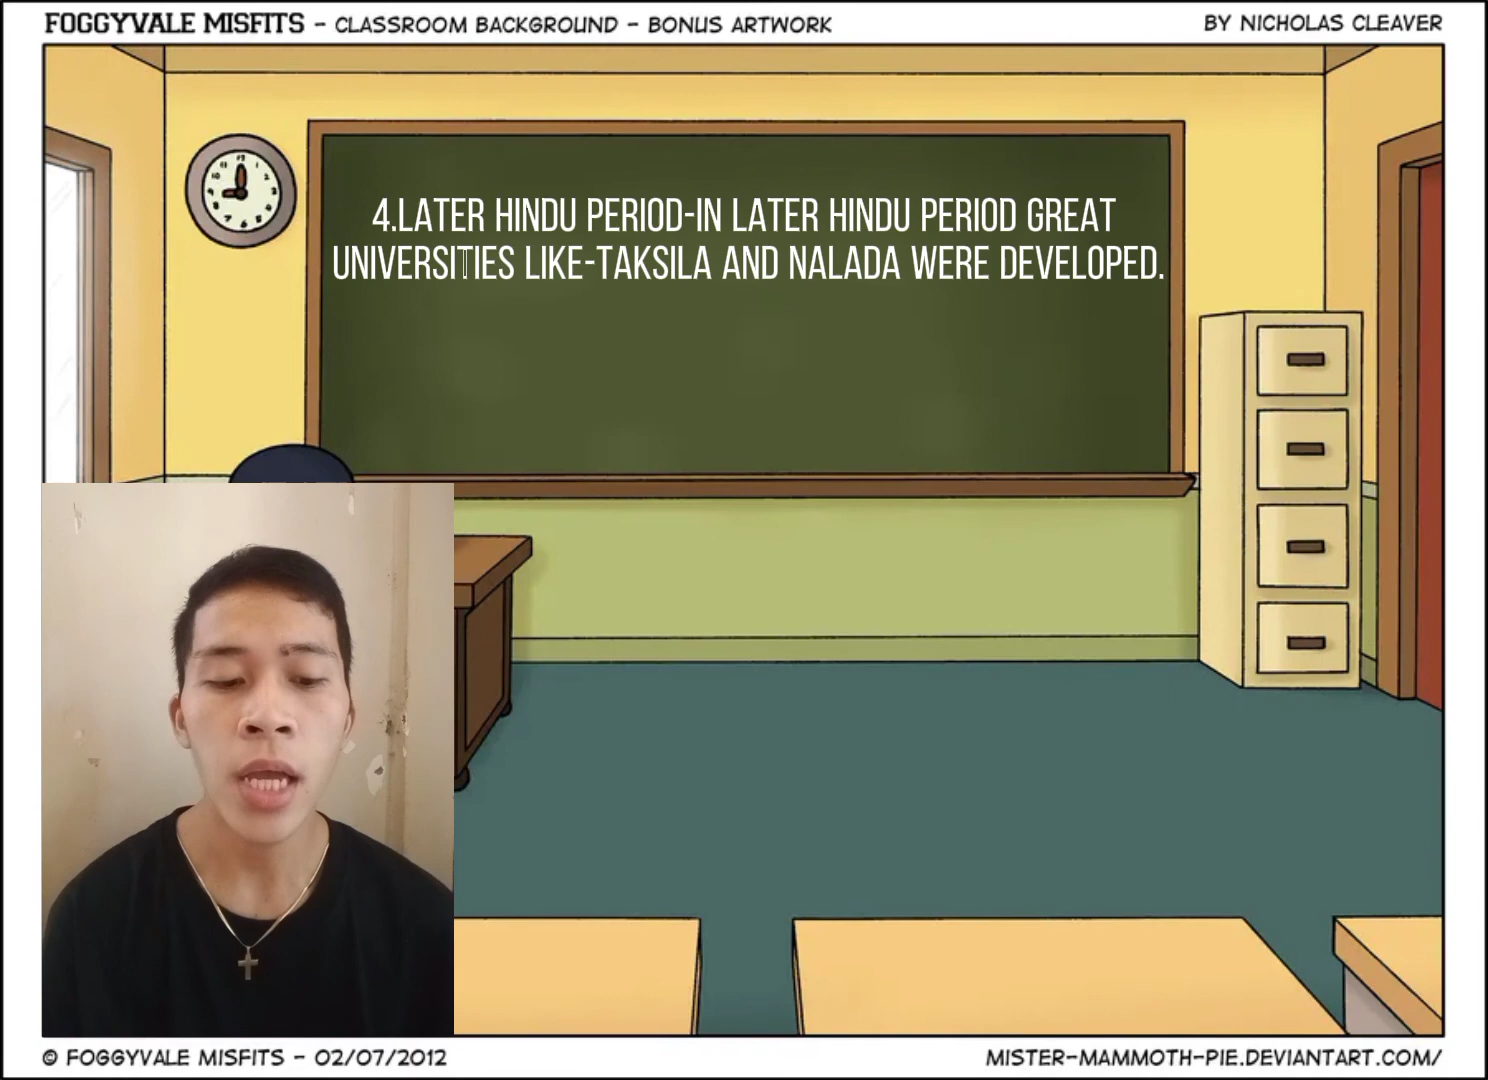 FOGGYVALE MISFITS - CLASSROOM BACKGROUND - BONUS ARTWORK
BY NICHOLAS CLEAVER
4.LATER HINDU PERIOD-IN LATER HINDU PERIOD GREAT
UNIVERSITIES LIKE-TAKSILA AND NALADA WERE DEVELOPED.
© FOGGYVALE MISFITS - 02/07/2012
MISTER-MAMMOTH-PIE.DEVIANTART.COM/